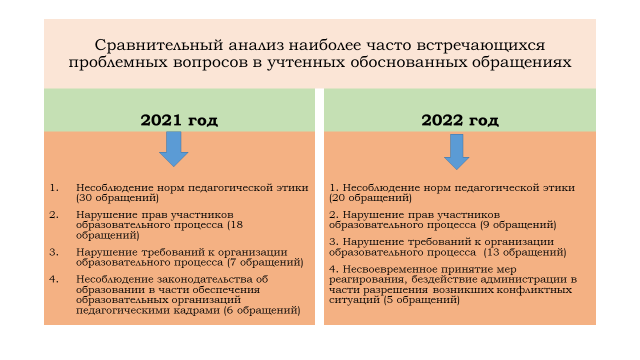 Сравнительный анализ наиболее часто встречающихся
проблемных вопросов в учтенных обоснованных обращениях
2021 год
1. Несоблюдение норм педагогической этики
(30 обращений)
2. Нарушение прав участников
образовательного процесса (18
обращений)
3. Нарушение требований к организации
образовательного процесса (7 обращений)
4. Несоблюдение законодательства об
образовании в части обеспечения
образовательных организаций
педагогическими кадрами (6 обращений)
2022 год
1. Несоблюдение норм педагогической этики
(20 обращений)
2. Нарушение прав участников
образовательного процесса (9 обращений)
3. Нарушение требований к организации
образовательного процесса (13 обращений)
4. Несвоевременное принятие мер
реагирования, бездействие администрации в
части разрешения возникших конфликтных
ситуаций (5 обращений)